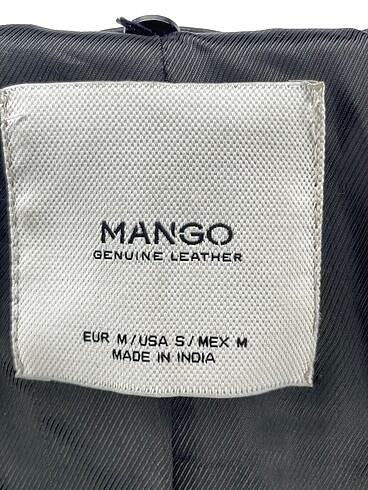 MANGO
GENUINE LEATHER
EUR M / USA S / MEX M
MADE IN INDIA